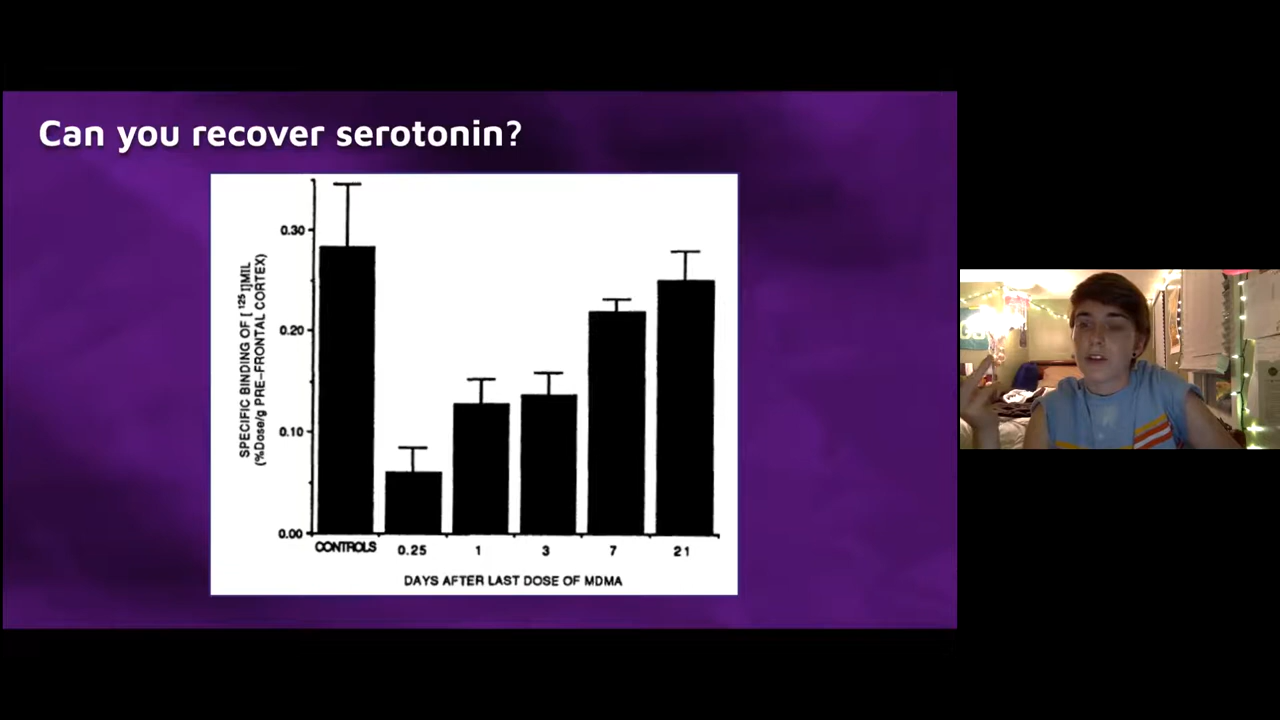 Can you recover serotonin?
SPECIFIC BINDING OF [ 125 I]MIL
(%Dose/g PRE-FRONTAL CORTEX)
0.30
0.20
0.10
0.00
CONTROLS 0.25 1 3 7 21
DAYS AFTER LAST DOSE OF MDMA